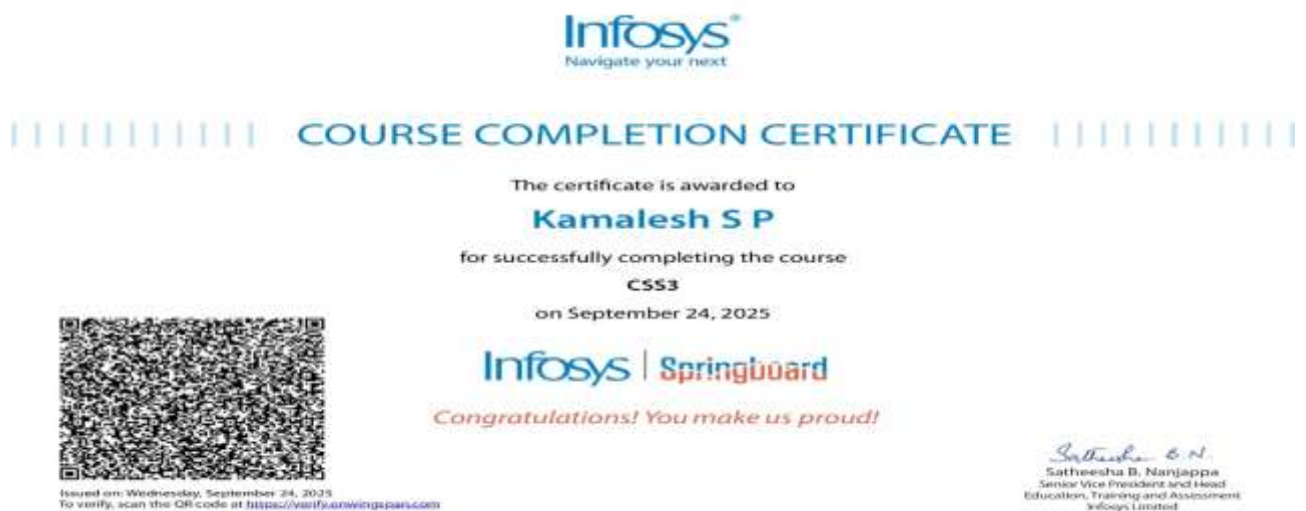 Infosys®
Navigate your next
COURSE COMPLETION CERTIFICATE
The certificate is awarded to
Kamalesh S P
for successfully completing the course
CSS3
on September 24, 2025
Infosys | Springboard
Congratulations! You make us proud!
Issued on: Wednesday, September 24, 2025
To verify, scan the QR code at https://verify.onwingspan.com
Satheesha B. N.
Satheesha B. Nanjappa
Senior Vice President and Head
Education, Training and Assessment
Infosys Limited